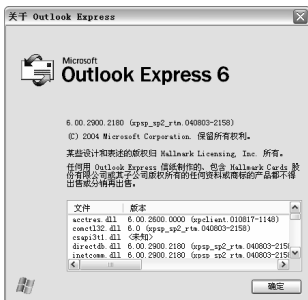 关于 Outlook Express
Microsoft
Outlook Express 6
6.00.2900.2180 (xpsp_sp2_rtm.040803-2158)
(C) 2004 Microsoft Corporation. 保留所有权利。
某些设计和表述的版权归 Hallmark Licensing, Inc. 所有。
任何用 Outlook Express 信纸制作的、包含 Hallmark Cards 股
份有限公司或其子公司版权所有的任何资料或商标的产品都不得
出售或分销再出售。
文件 版本
acctres.dll 6.00.2600.0000 (xpclient.010817-1148)
comctl32.dll 6.0 (xpsp_sp2_rtm.040803-2158)
csapi3t1.dll <未知>
directdb.dll 6.00.2900.2180 (xpsp_sp2_rtm.040803-215
inetcomm.dll 6.00.2900.2180 (xpsp_sp2_rtm.040803-215
确定